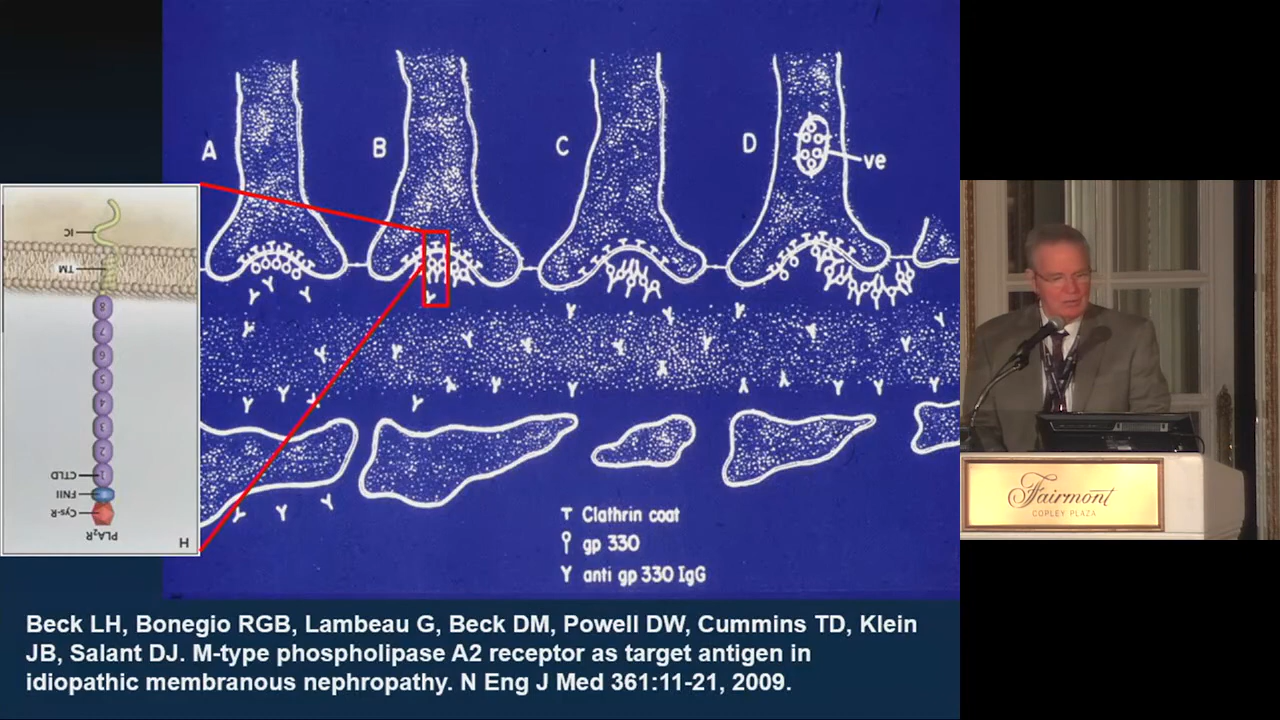 A
B
C
D
ve
IC
TM
8
7
6
5
4
3
2
1
CTLD
FNII
Cys-R
PLA₂R
H
Clathrin coat
gp 330
anti gp 330 IgG
Beck LH, Bonegio RGB, Lambeau G, Beck DM, Powell DW, Cummins TD, Klein
JB, Salant DJ. M-type phospholipase A2 receptor as target antigen in
idiopathic membranous nephropathy. N Eng J Med 361:11-21, 2009.
Fairmont
COPLEY PLAZA